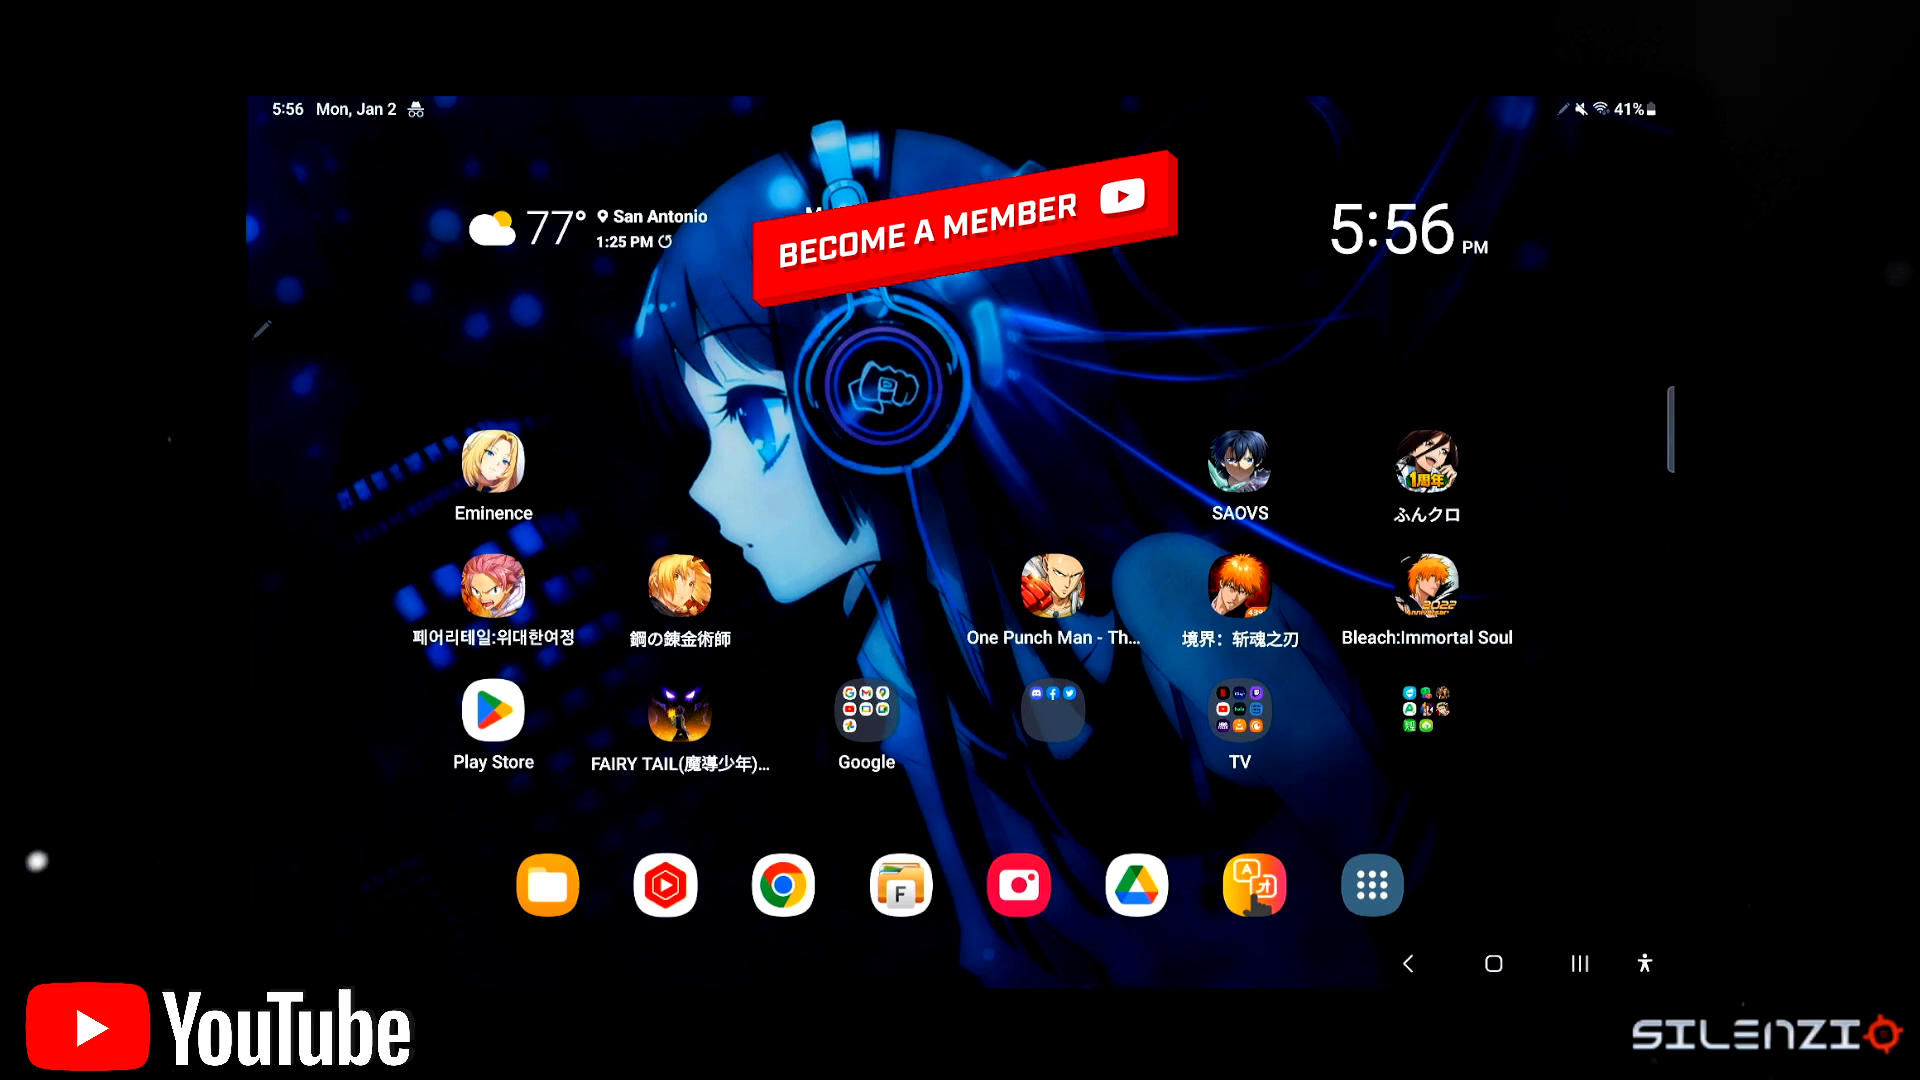 5:56 Mon, Jan 2
41%
77° San Antonio
1:25 PM
BECOME A MEMBER
5:56 PM
1周年
Eminence
SAOVS
ふんクロ
2022
페어리테일:위대한여정
鋼の錬金術師
One Punch Man - Th...
境界：斩魂之刃
Bleach:Immortal Soul
Play Store
FAIRY TAIL(魔導少年)...
Google
TV
F
YouTube
SILENZIO